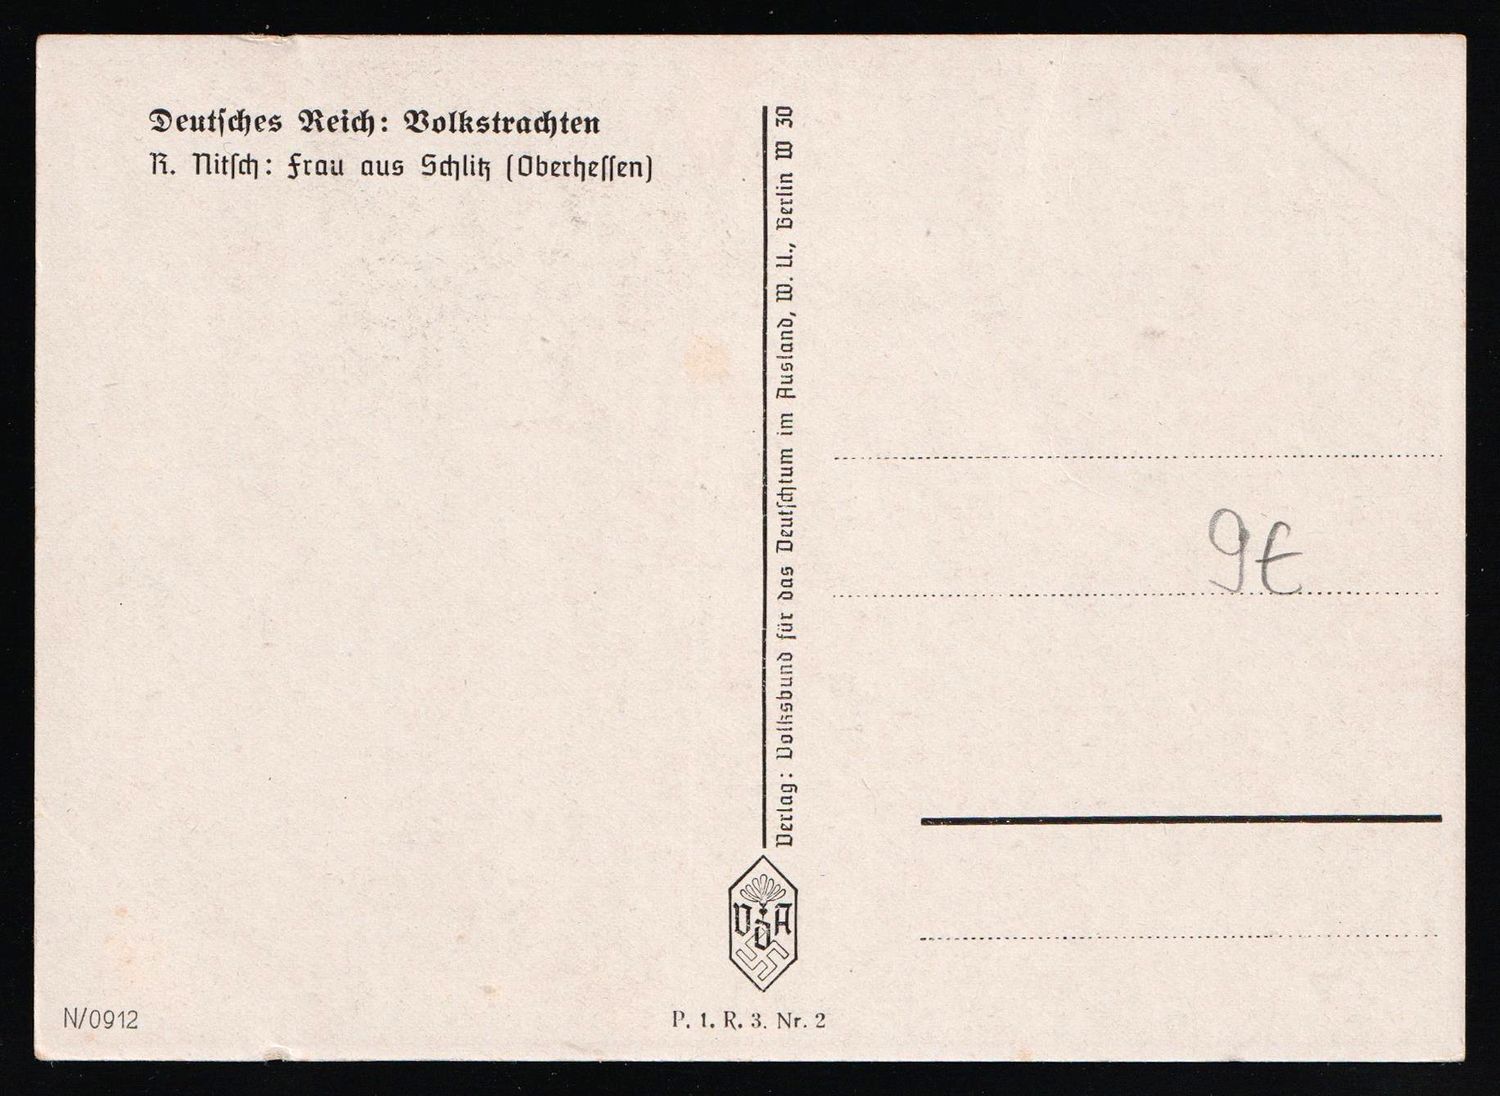 Deutſches Reich: Volkstrachten
R. Nitſch: Frau aus Schlitz (Oberheſſen)
Verlag: Volksbund für das Deutſchtum im Ausland, W. U., Berlin W 30
9€
VdA
N/0912
P. 1. R. 3. Nr. 2